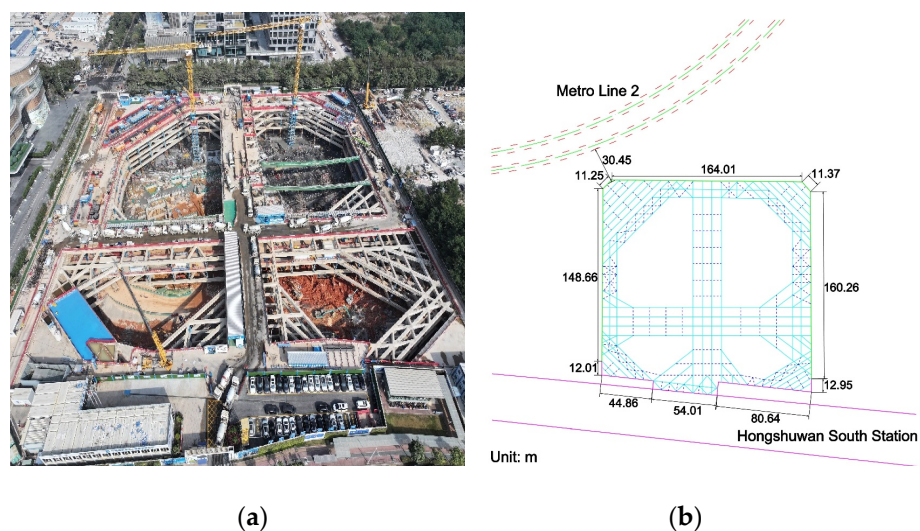 Metro Line 2
30.45
164.01
11.25
11.37
148.66
160.26
12.01
12.95
44.86
54.01
80.64
Hongshuwan South Station
Unit: m
(a)
(b)